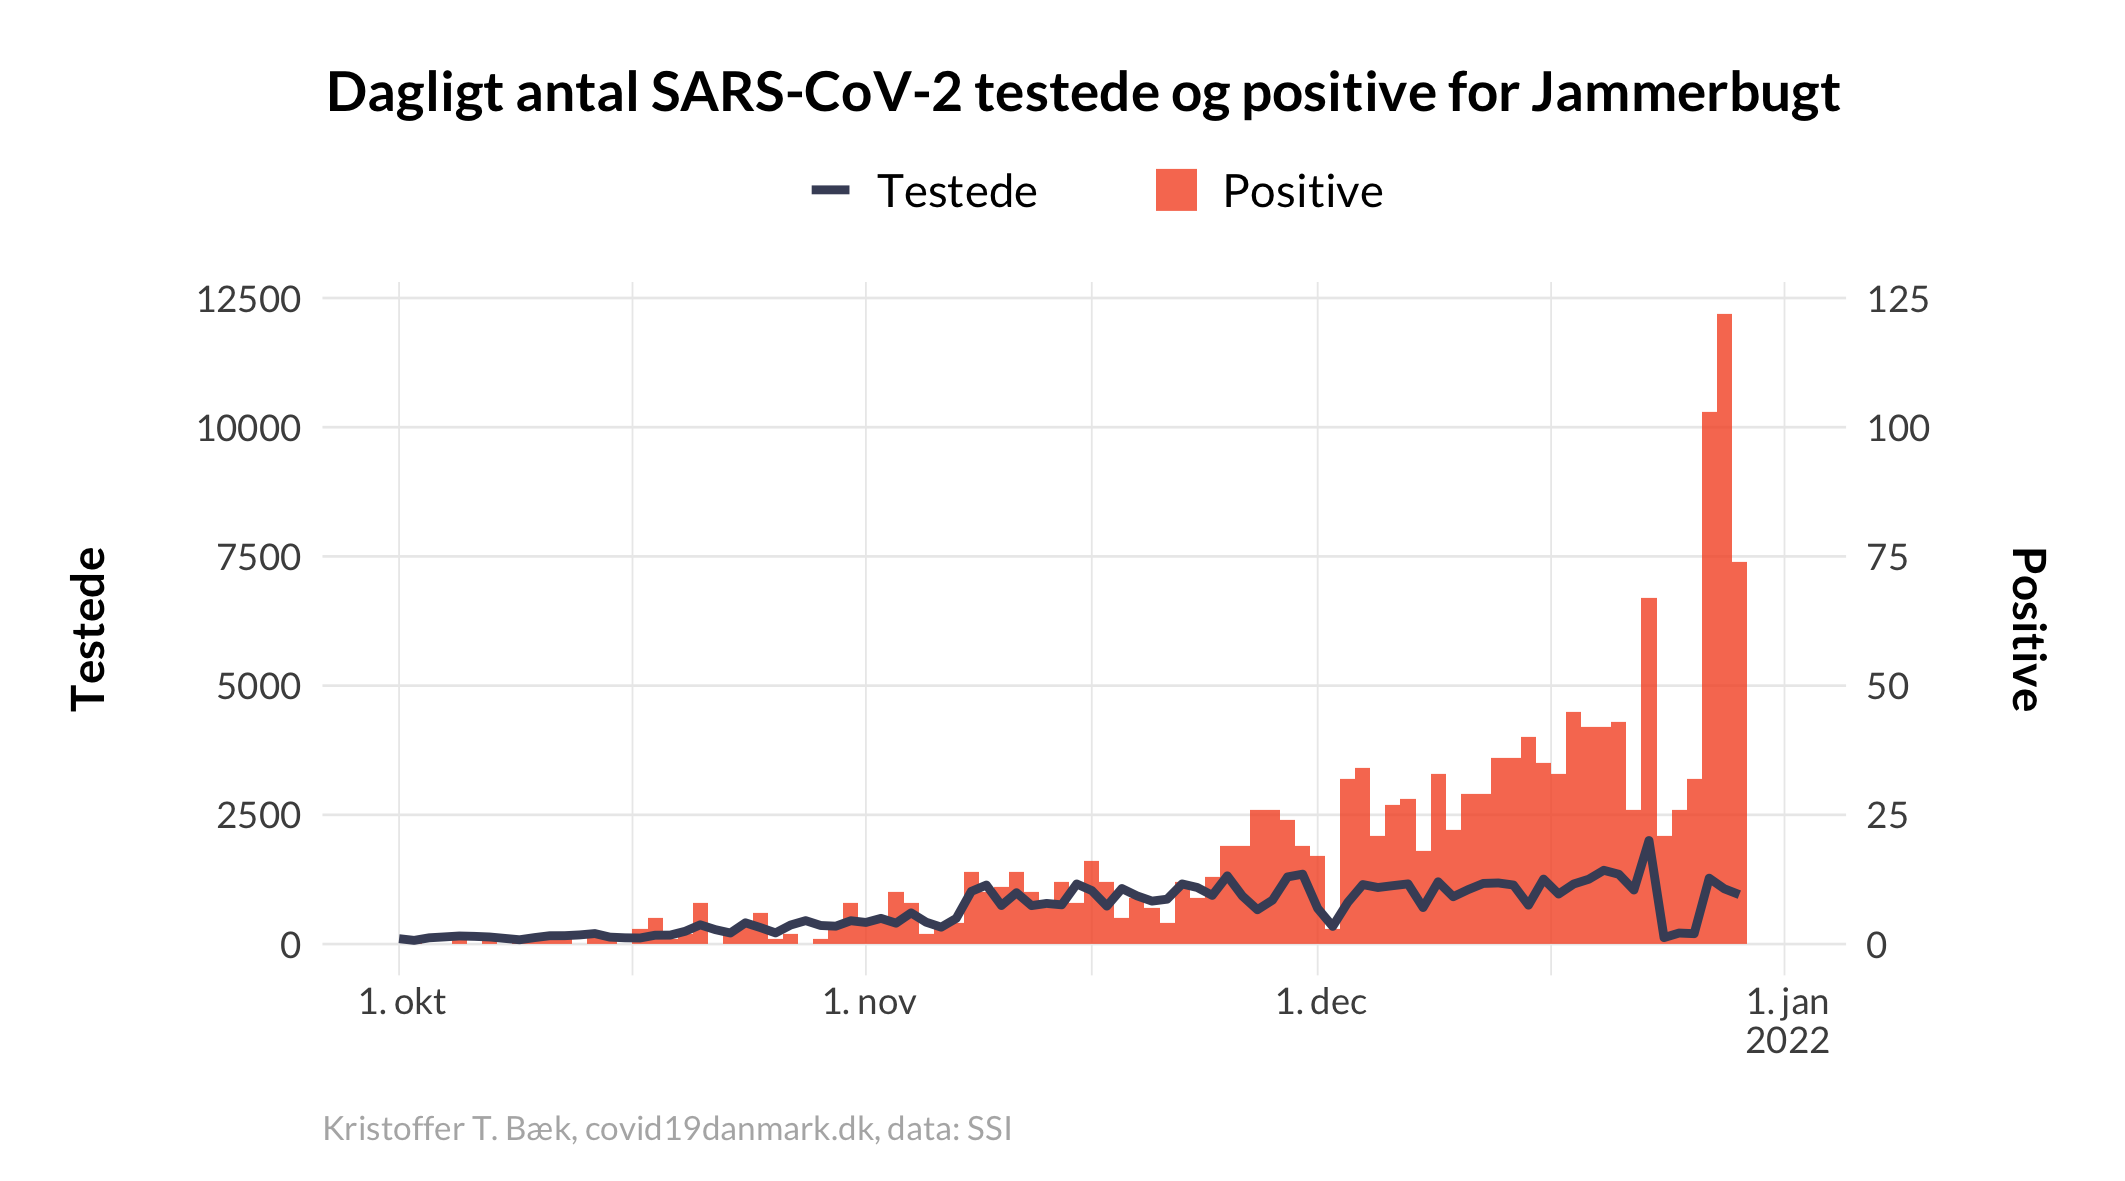 Dagligt antal SARS-CoV-2 testede og positive for Jammerbugt
Testede Positive
12500 125
10000 100
7500 75
5000 50
2500 25
0 0
Testede
Positive
1. okt 1. nov 1. dec 1. jan
2022
Kristoffer T. Bæk, covid19danmark.dk, data: SSI